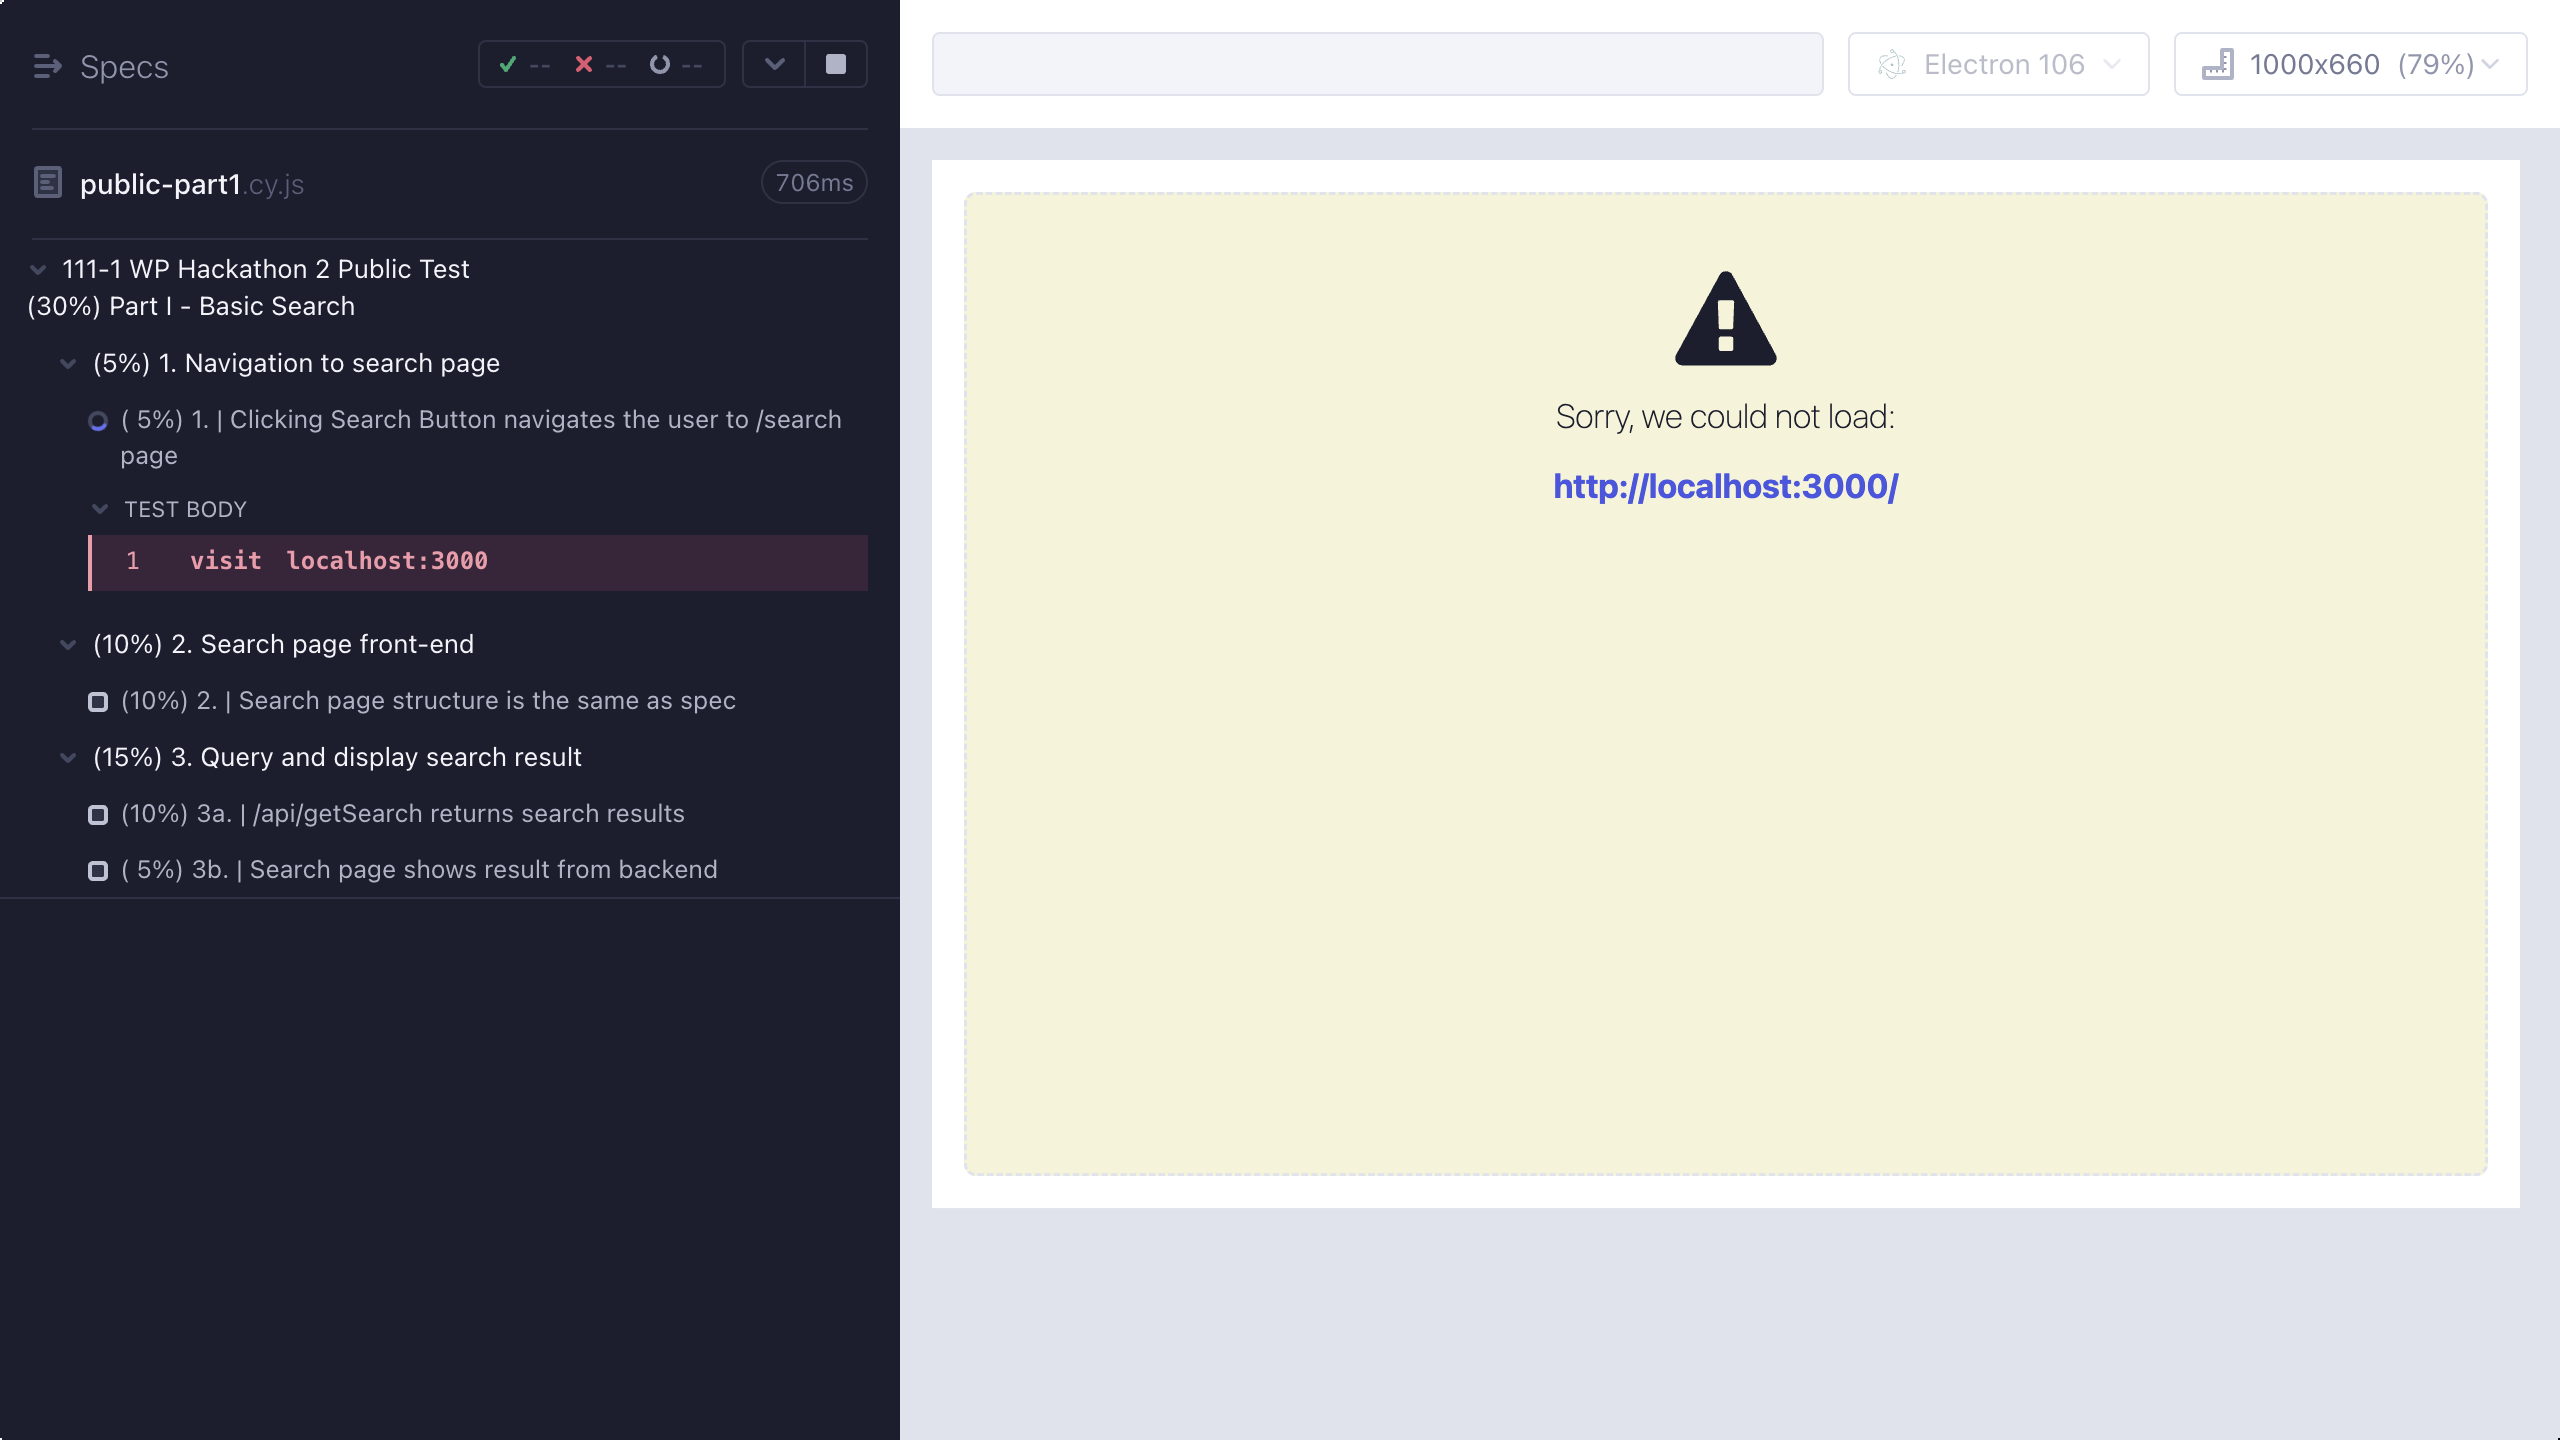 Specs
--
--
--
public-part1.cy.js
706ms
111-1 WP Hackathon 2 Public Test
(30%) Part I - Basic Search
(5%) 1. Navigation to search page
( 5%) 1. | Clicking Search Button navigates the user to /search
page
TEST BODY
1 visit localhost:3000
(10%) 2. Search page front-end
(10%) 2. | Search page structure is the same as spec
(15%) 3. Query and display search result
(10%) 3a. | /api/getSearch returns search results
( 5%) 3b. | Search page shows result from backend
Electron 106
1000x660 (79%)
Sorry, we could not load:
http://localhost:3000/